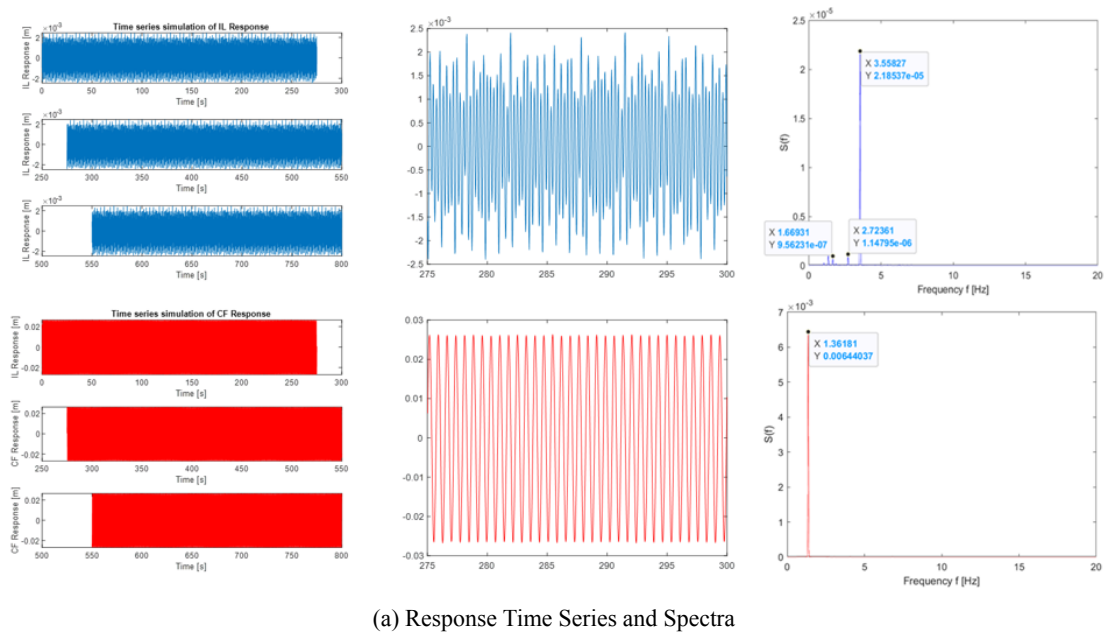 Time series simulation of IL Response
×10⁻³
IL Response [m]
2
0
-2
0 50 100 150 200 250 300
Time [s]
×10⁻³
IL Response [m]
2
0
-2
250 300 350 400 450 500 550
Time [s]
×10⁻³
IL Response [m]
2
0
-2
500 550 600 650 700 750 800
Time [s]
×10⁻³
2.5
2
1.5
1
0.5
0
-0.5
-1
-1.5
-2
-2.5
275 280 285 290 295 300
×10⁻⁵
2.5
2
1.5
1
0.5
0
S(f)
X 3.55827
Y 2.18537e-05
X 1.66931
Y 9.56231e-07
X 2.72361
Y 1.14795e-06
0 5 10 15 20
Frequency f [Hz]
Time series simulation of CF Response
IL Response [m]
0.02
0
-0.02
0 50 100 150 200 250 300
Time [s]
CF Response [m]
0.02
0
-0.02
250 300 350 400 450 500 550
Time [s]
CF Response [m]
0.02
0
-0.02
500 550 600 650 700 750 800
Time [s]
0.03
0.02
0.01
0
-0.01
-0.02
-0.03
275 280 285 290 295 300
×10⁻³
7
6
5
4
3
2
1
0
S(f)
X 1.36181
Y 0.00644037
0 5 10 15 20
Frequency f [Hz]
(a) Response Time Series and Spectra